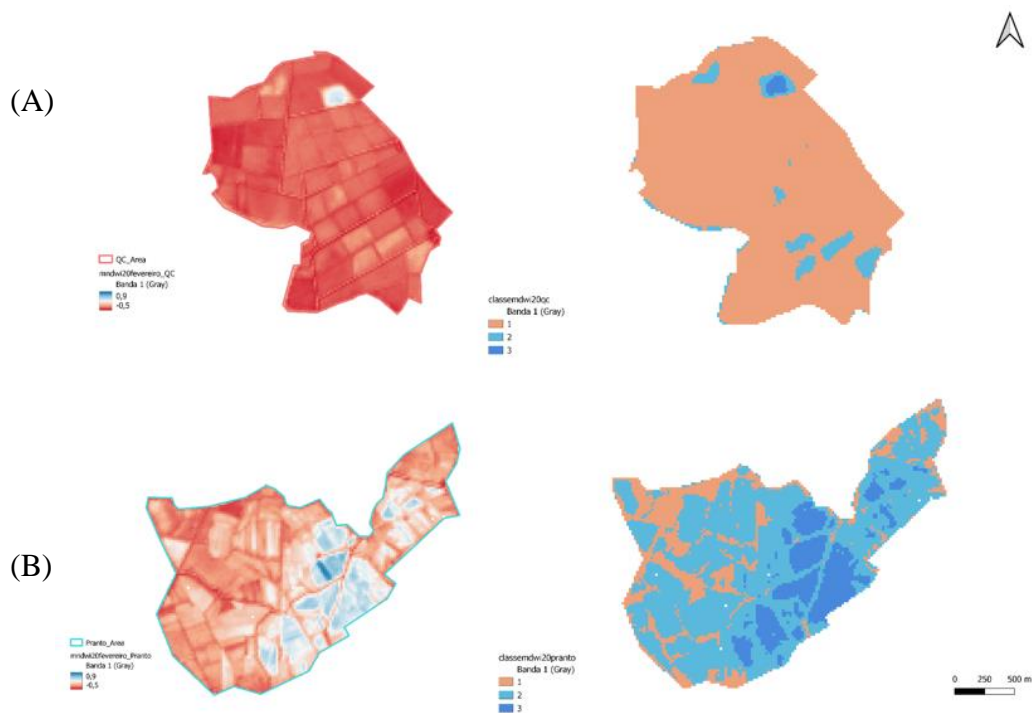 (A)
QC_Area
mndwi20fevereiro_QC
Banda 1 (Gray)
0,9
-0,5
classemdwi20qc
Banda 1 (Gray)
1
2
3
(B)
Pranto_Area
mndwi20fevereiro_Pranto
Banda 1 (Gray)
0,9
-0,5
classemdwi20pranto
Banda 1 (Gray)
1
2
3
0 250 500 m